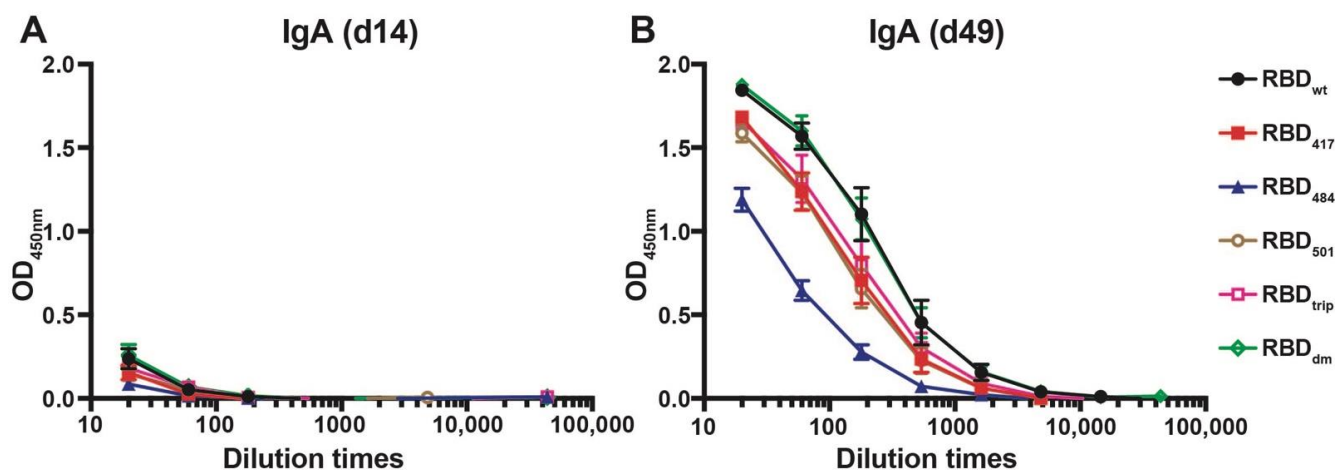 A
IgA (d14)
B
IgA (d49)
2.0
1.5
1.0
0.5
0.0
OD450nm
10
100
1000
10,000
100,000
Dilution times
2.0
1.5
1.0
0.5
0.0
OD450nm
10
100
1000
10,000
100,000
Dilution times
RBDwt
RBD417
RBD484
RBD501
RBDtrip
RBDdm